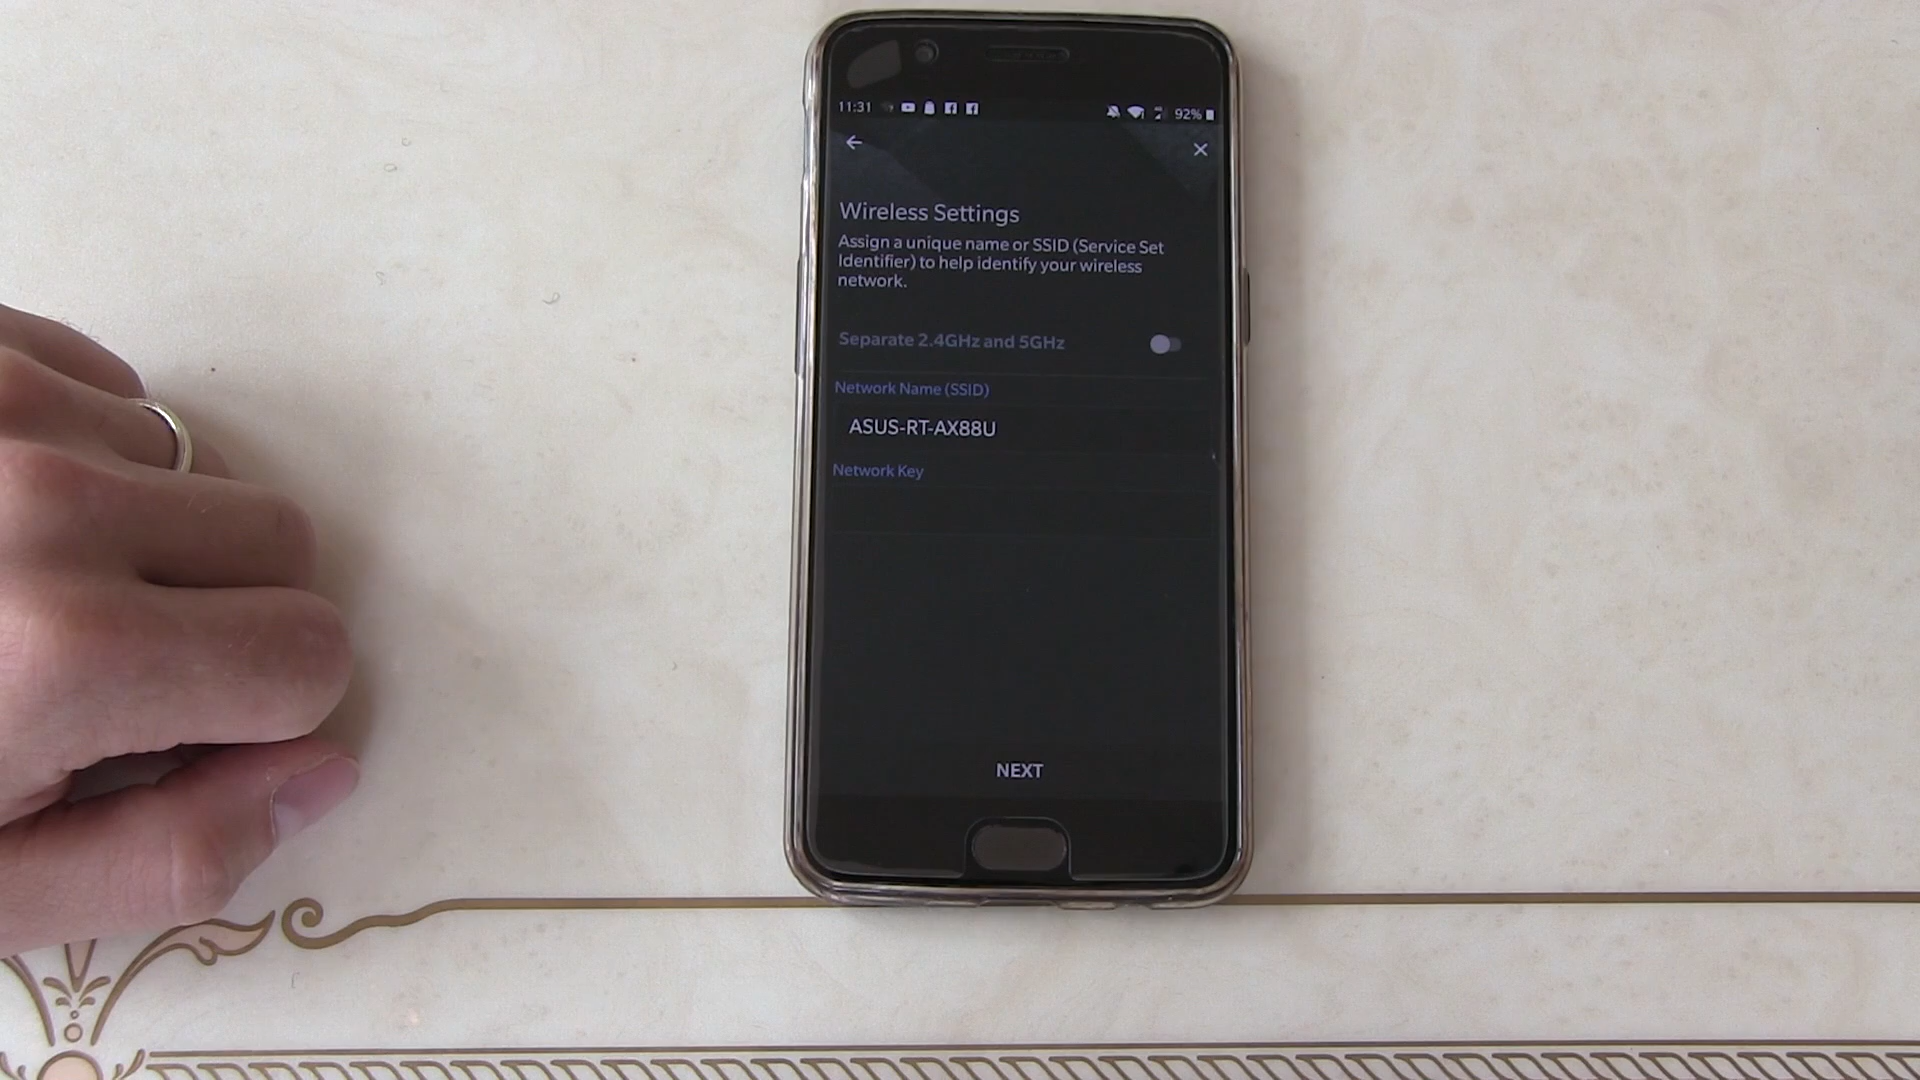 11:31
92%
Wireless Settings
Assign a unique name or SSID (Service Set
Identifier) to help identify your wireless
network.
Separate 2.4GHz and 5GHz
Network Name (SSID)
ASUS-RT-AX88U
Network Key
NEXT